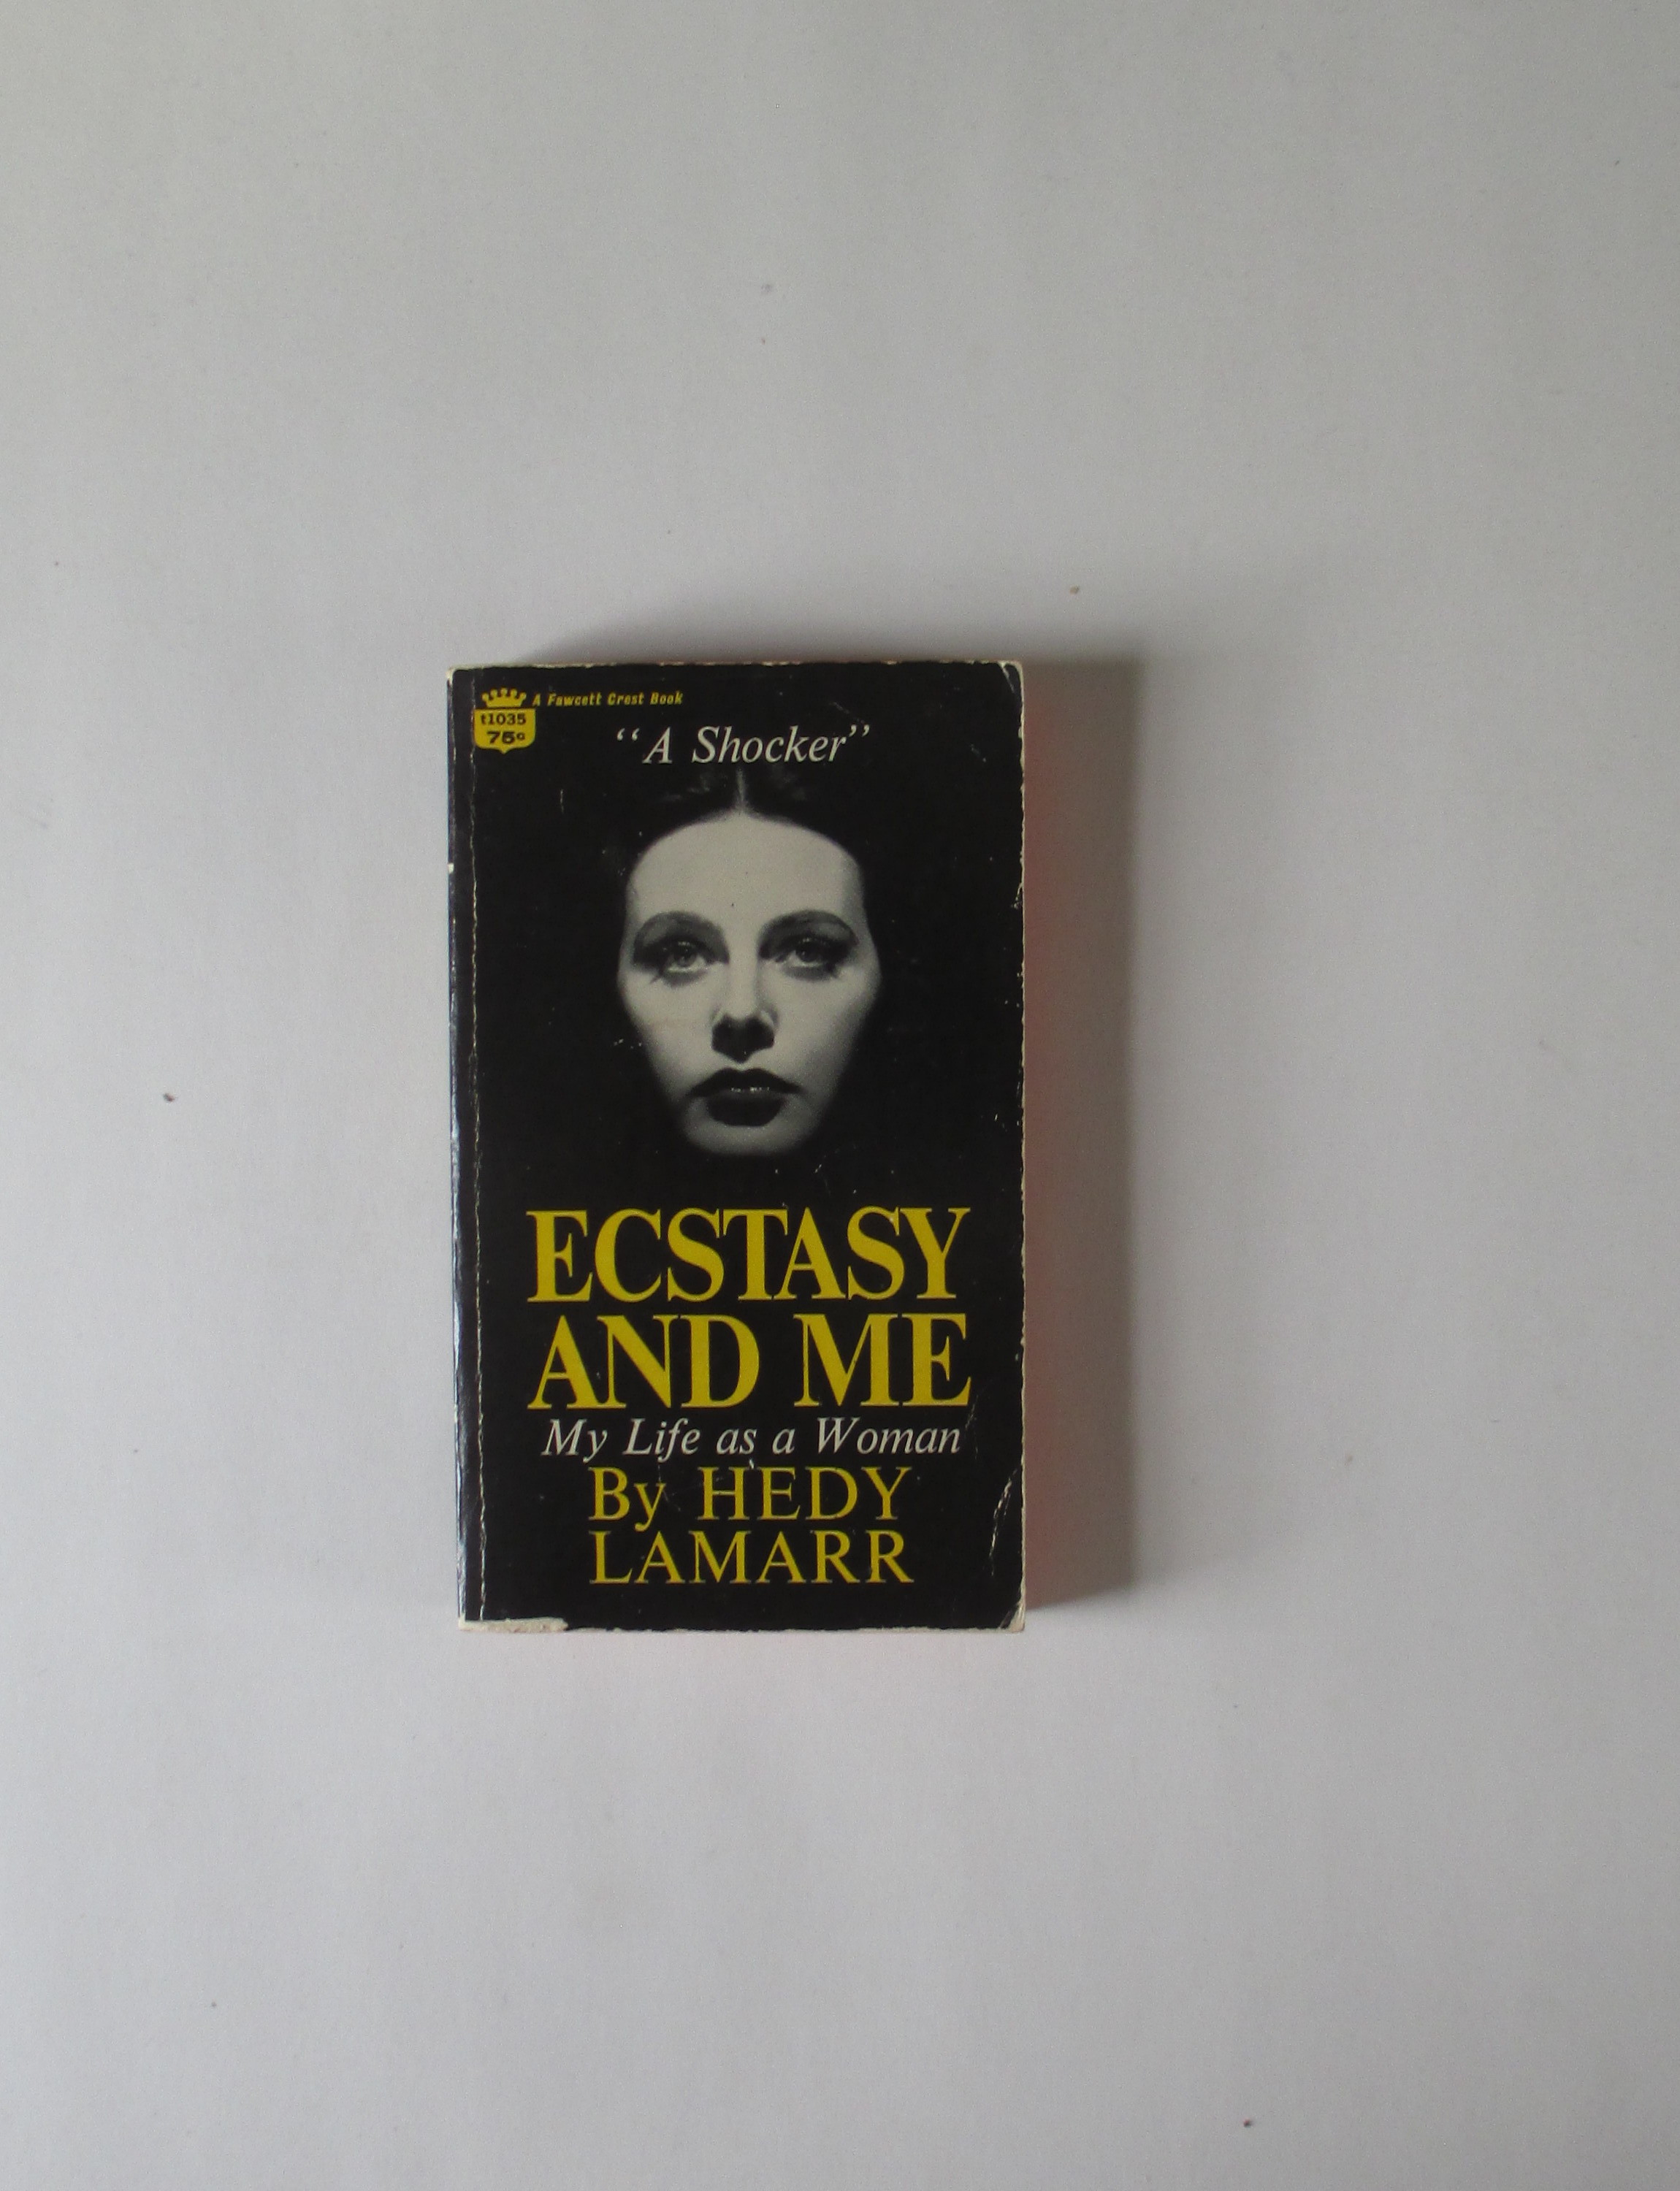 A Fawcett Crest Book
t1035
75¢
“A Shocker”
ECSTASY
AND ME
My Life as a Woman
By HEDY
LAMARR